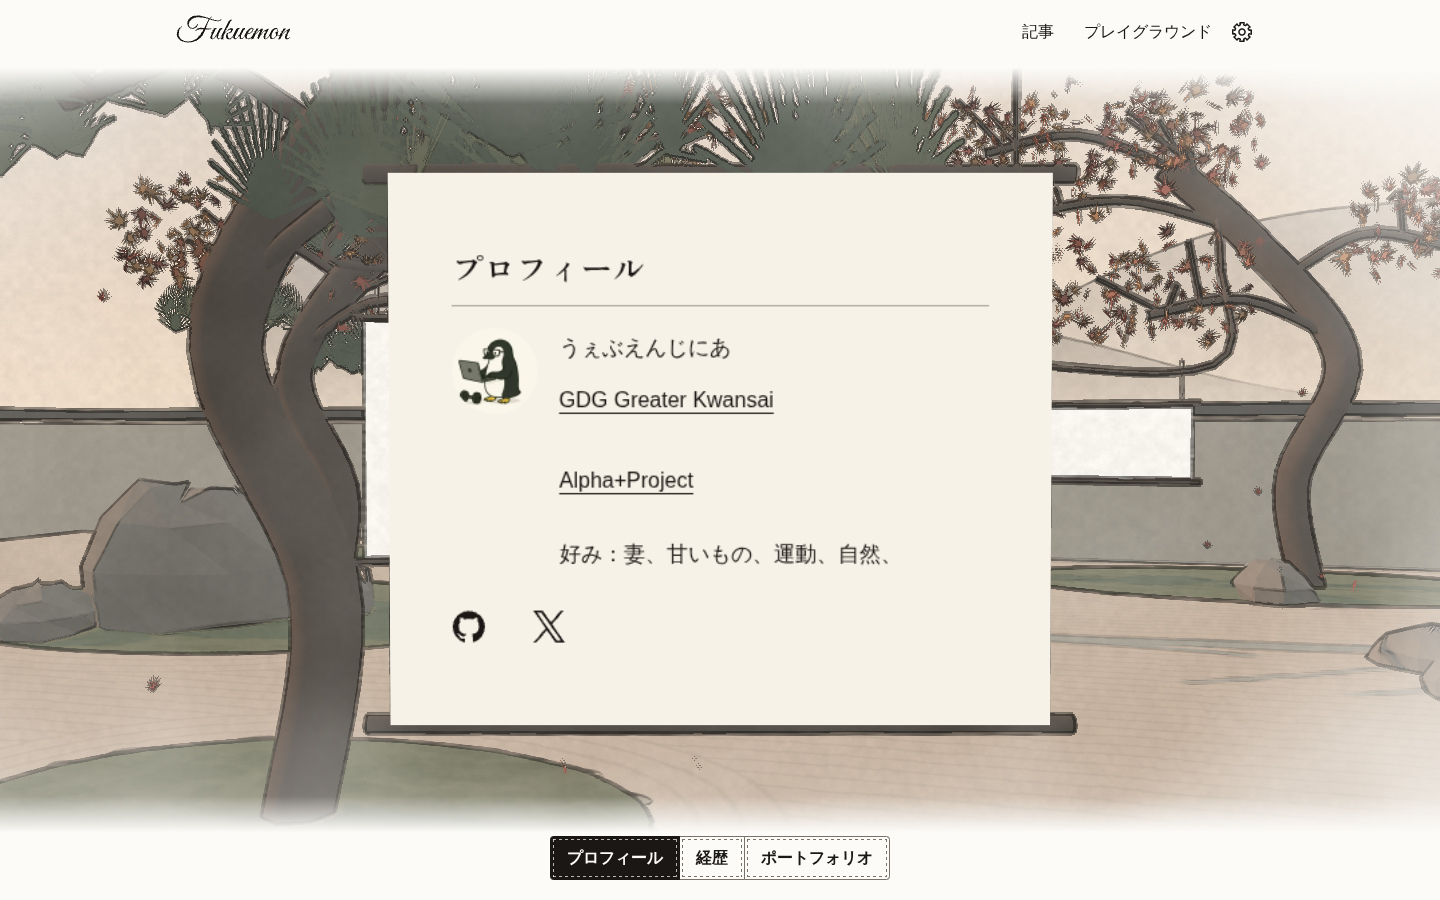 Fukuemon
記事 プレイグラウンド
プロフィール
うぇぶえんじにあ
GDG Greater Kwansai
Alpha+Project
好み：妻、甘いもの、運動、自然、
プロフィール 経歴 ポートフォリオ